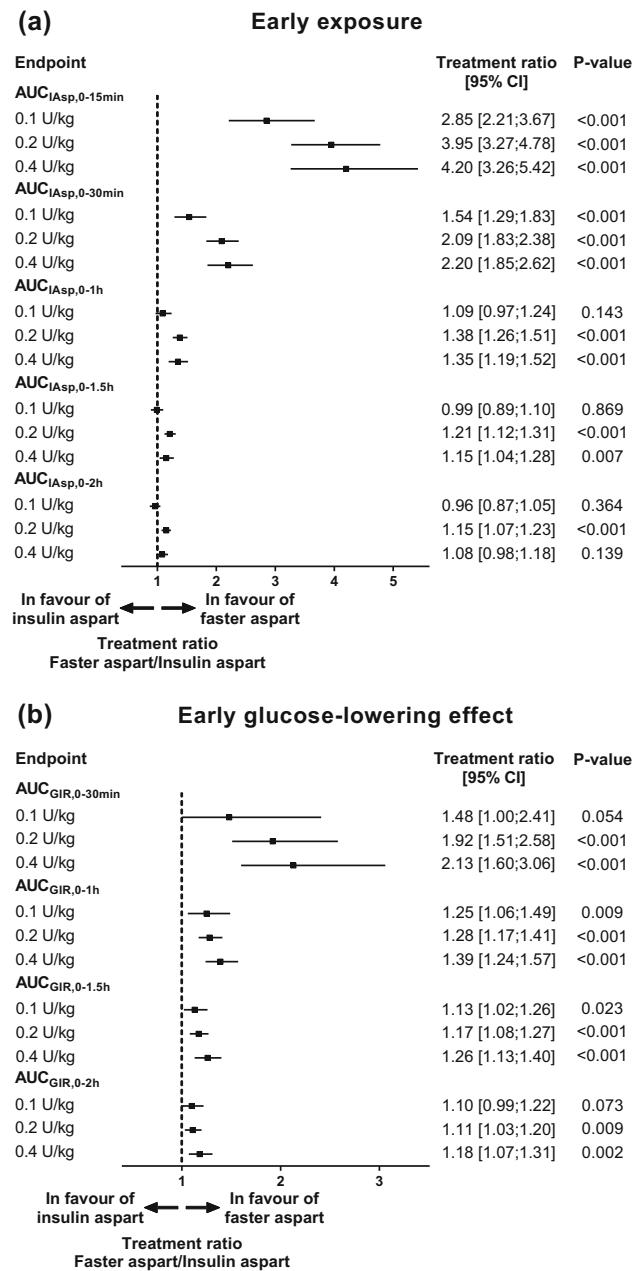 (a) Early exposure
Endpoint Treatment ratio P-value
[95% CI]
AUCIAsp,0-15min
0.1 U/kg 2.85 [2.21;3.67] <0.001
0.2 U/kg 3.95 [3.27;4.78] <0.001
0.4 U/kg 4.20 [3.26;5.42] <0.001
AUCIAsp,0-30min
0.1 U/kg 1.54 [1.29;1.83] <0.001
0.2 U/kg 2.09 [1.83;2.38] <0.001
0.4 U/kg 2.20 [1.85;2.62] <0.001
AUCIAsp,0-1h
0.1 U/kg 1.09 [0.97;1.24] 0.143
0.2 U/kg 1.38 [1.26;1.51] <0.001
0.4 U/kg 1.35 [1.19;1.52] <0.001
AUCIAsp,0-1.5h
0.1 U/kg 0.99 [0.89;1.10] 0.869
0.2 U/kg 1.21 [1.12;1.31] <0.001
0.4 U/kg 1.15 [1.04;1.28] 0.007
AUCIAsp,0-2h
0.1 U/kg 0.96 [0.87;1.05] 0.364
0.2 U/kg 1.15 [1.07;1.23] <0.001
0.4 U/kg 1.08 [0.98;1.18] 0.139
1 2 3 4 5
In favour of In favour of
insulin aspart faster aspart
Treatment ratio
Faster aspart/Insulin aspart
(b) Early glucose-lowering effect
Endpoint Treatment ratio P-value
[95% CI]
AUCGIR,0-30min
0.1 U/kg 1.48 [1.00;2.41] 0.054
0.2 U/kg 1.92 [1.51;2.58] <0.001
0.4 U/kg 2.13 [1.60;3.06] <0.001
AUCGIR,0-1h
0.1 U/kg 1.25 [1.06;1.49] 0.009
0.2 U/kg 1.28 [1.17;1.41] <0.001
0.4 U/kg 1.39 [1.24;1.57] <0.001
AUCGIR,0-1.5h
0.1 U/kg 1.13 [1.02;1.26] 0.023
0.2 U/kg 1.17 [1.08;1.27] <0.001
0.4 U/kg 1.26 [1.13;1.40] <0.001
AUCGIR,0-2h
0.1 U/kg 1.10 [0.99;1.22] 0.073
0.2 U/kg 1.11 [1.03;1.20] 0.009
0.4 U/kg 1.18 [1.07;1.31] 0.002
1 2 3
In favour of In favour of
insulin aspart faster aspart
Treatment ratio
Faster aspart/Insulin aspart